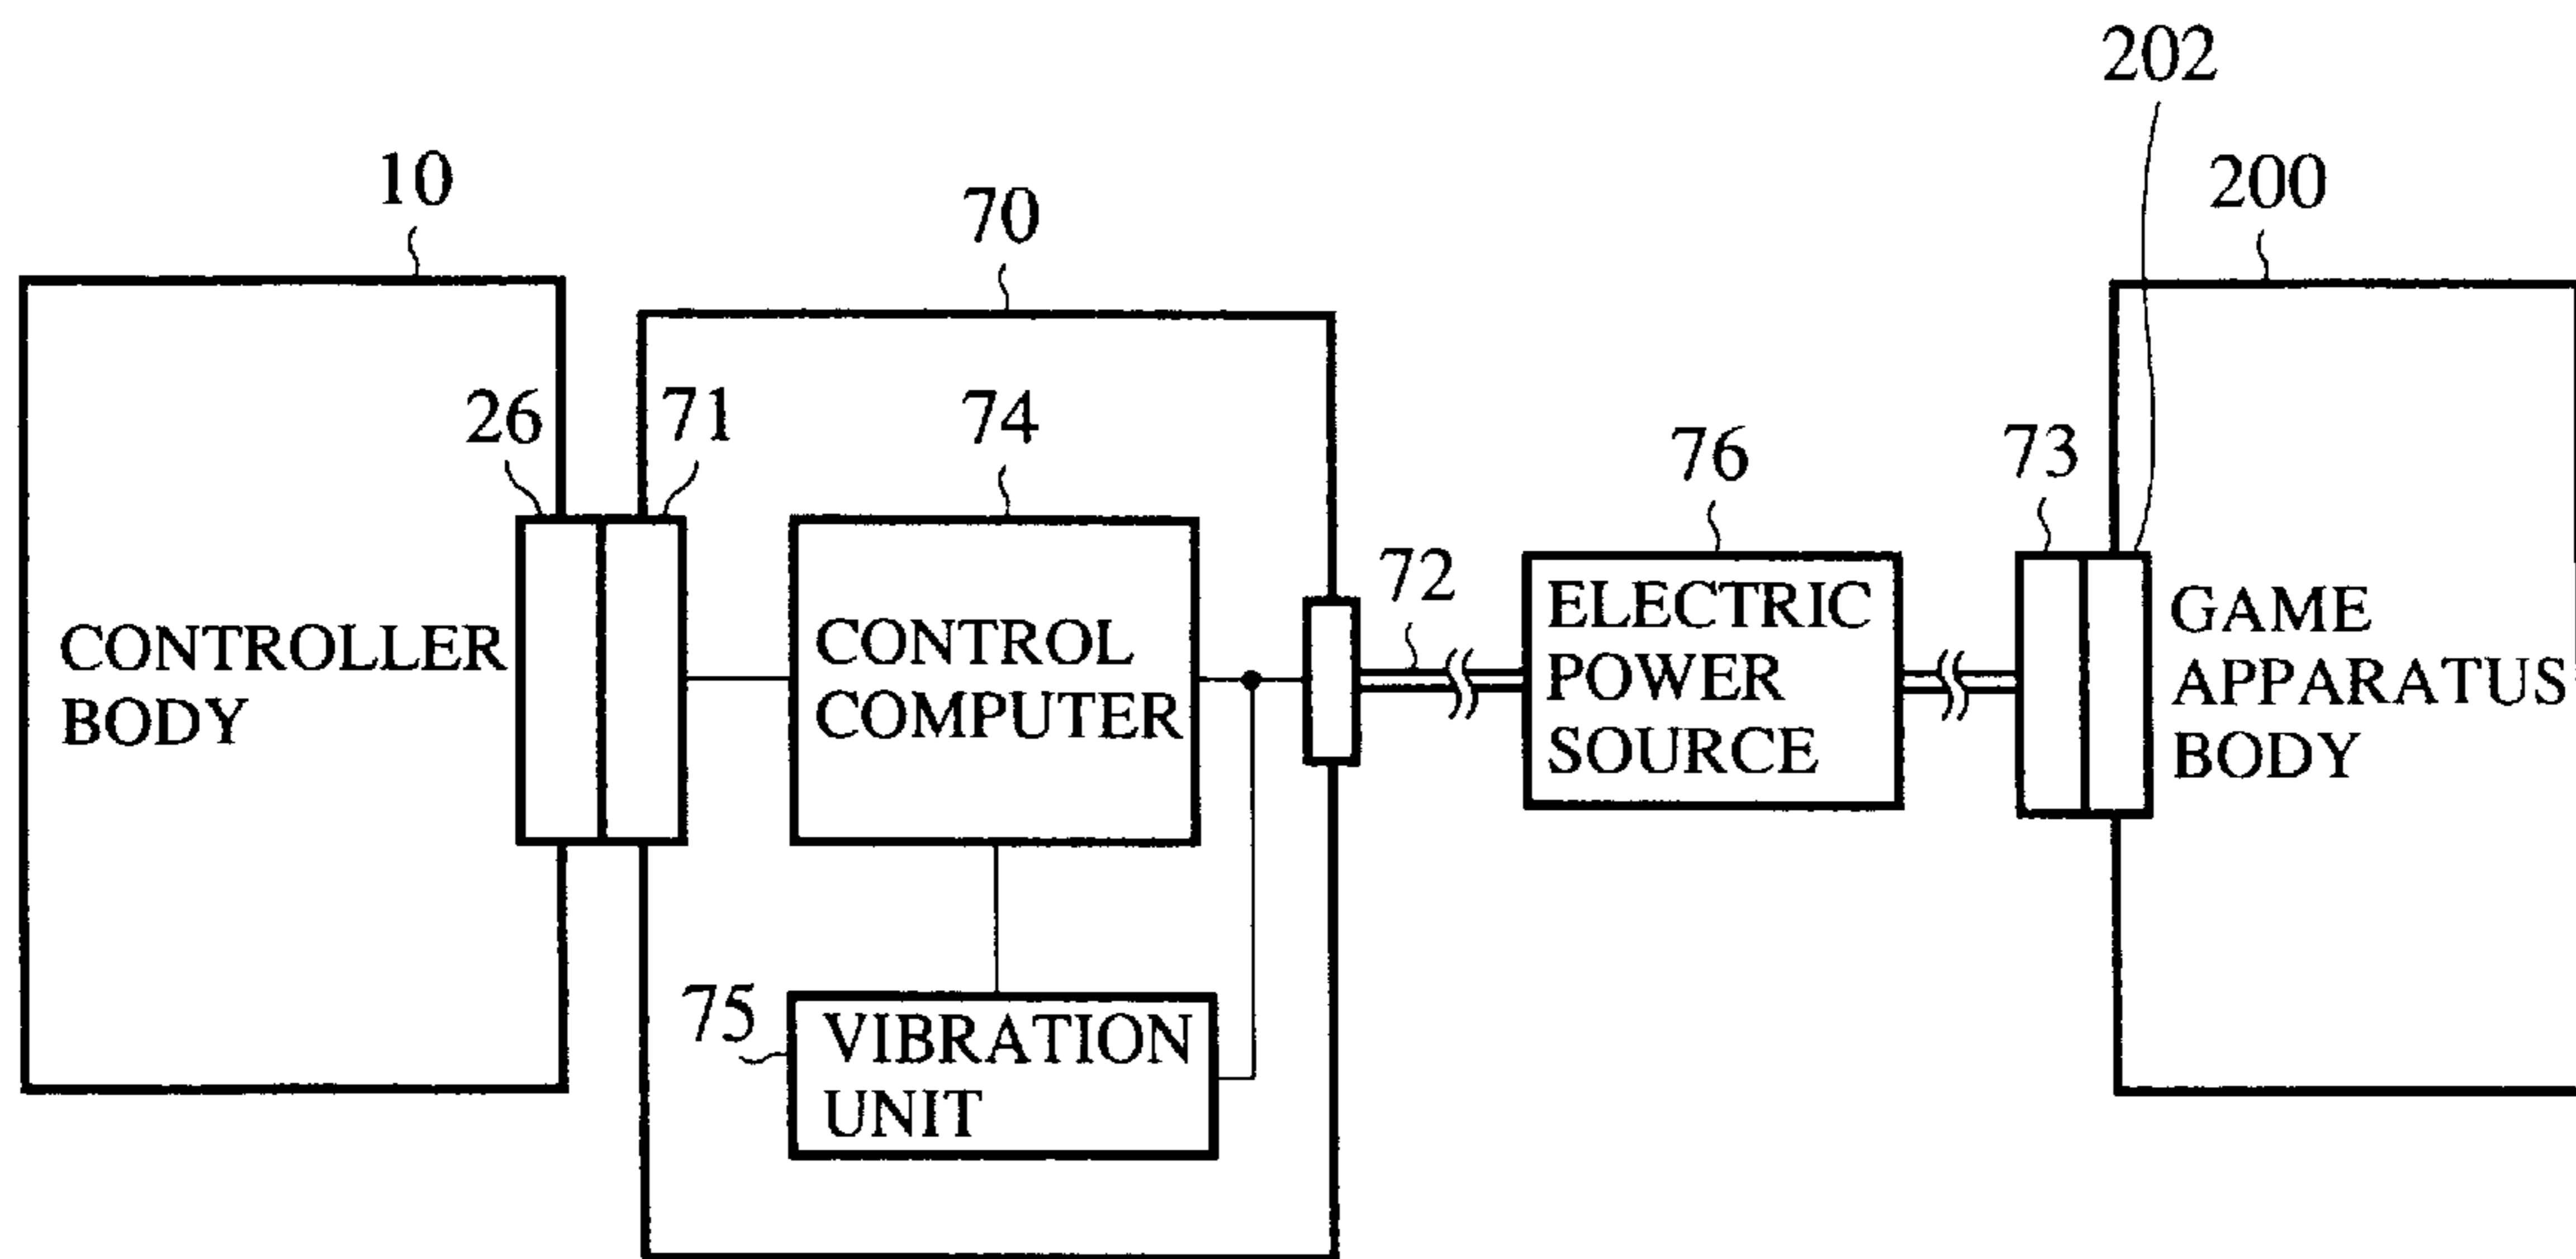 202
10
70
200
26
71
74
76
73
72
CONTROLLER
BODY
CONTROL
COMPUTER
ELECTRIC
POWER
SOURCE
GAME
APPARATUS
BODY
75
VIBRATION
UNIT